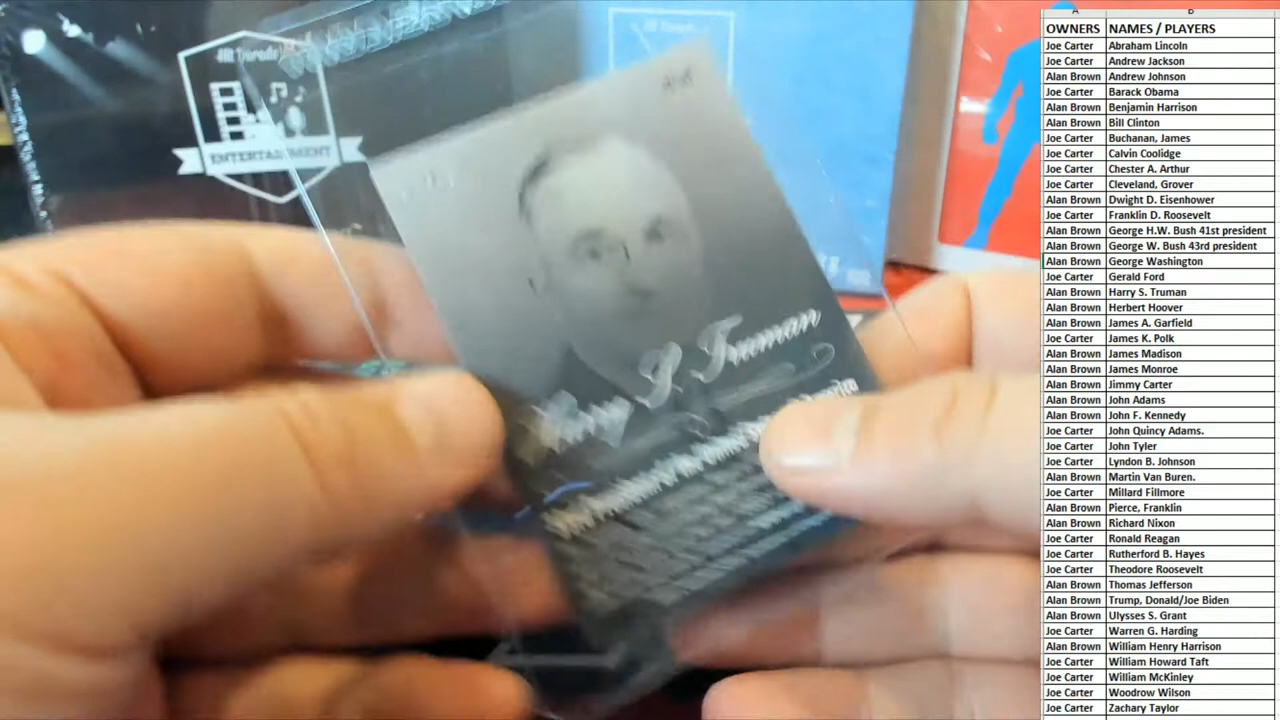 Hit Parade
ENTERTAINMENT
Harry S. Truman
A B
OWNERS NAMES / PLAYERS
Joe Carter Abraham Lincoln
Joe Carter Andrew Jackson
Alan Brown Andrew Johnson
Joe Carter Barack Obama
Alan Brown Benjamin Harrison
Alan Brown Bill Clinton
Joe Carter Buchanan, James
Joe Carter Calvin Coolidge
Joe Carter Chester A. Arthur
Joe Carter Cleveland, Grover
Alan Brown Dwight D. Eisenhower
Joe Carter Franklin D. Roosevelt
Alan Brown George H.W. Bush 41st president
Alan Brown George W. Bush 43rd president
Alan Brown George Washington
Joe Carter Gerald Ford
Alan Brown Harry S. Truman
Alan Brown Herbert Hoover
Alan Brown James A. Garfield
Joe Carter James K. Polk
Alan Brown James Madison
Alan Brown James Monroe
Alan Brown Jimmy Carter
Alan Brown John Adams
Alan Brown John F. Kennedy
Joe Carter John Quincy Adams.
Joe Carter John Tyler
Joe Carter Lyndon B. Johnson
Alan Brown Martin Van Buren.
Joe Carter Millard Fillmore
Alan Brown Pierce, Franklin
Alan Brown Richard Nixon
Joe Carter Ronald Reagan
Joe Carter Rutherford B. Hayes
Joe Carter Theodore Roosevelt
Alan Brown Thomas Jefferson
Alan Brown Trump, Donald/Joe Biden
Alan Brown Ulysses S. Grant
Joe Carter Warren G. Harding
Alan Brown William Henry Harrison
Joe Carter William Howard Taft
Joe Carter William McKinley
Joe Carter Woodrow Wilson
Joe Carter Zachary Taylor